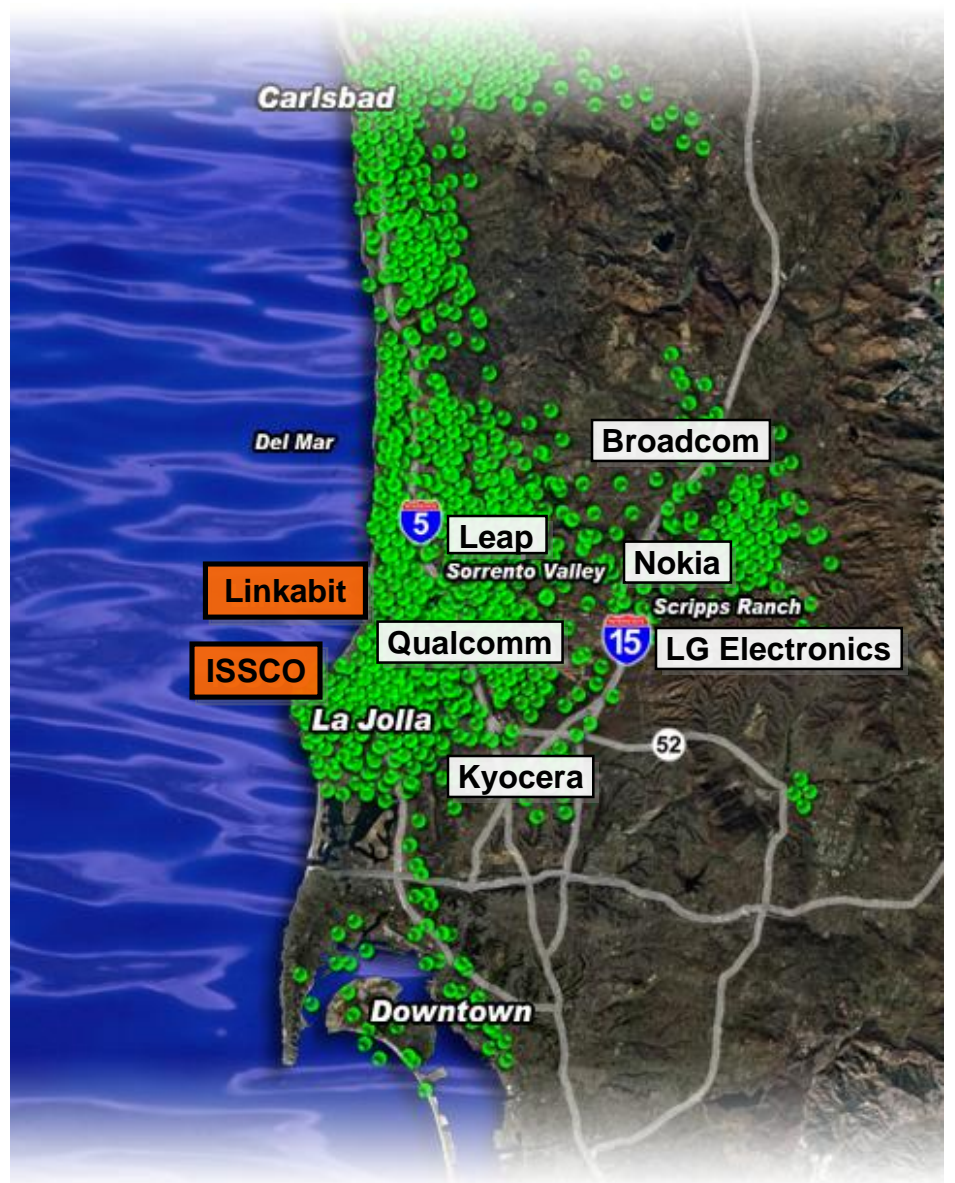 Carlsbad
Del Mar
Broadcom
5
Leap
Sorrento Valley
Nokia
Linkabit
Scripps Ranch
Qualcomm
15
LG Electronics
ISSCO
La Jolla
52
Kyocera
Downtown